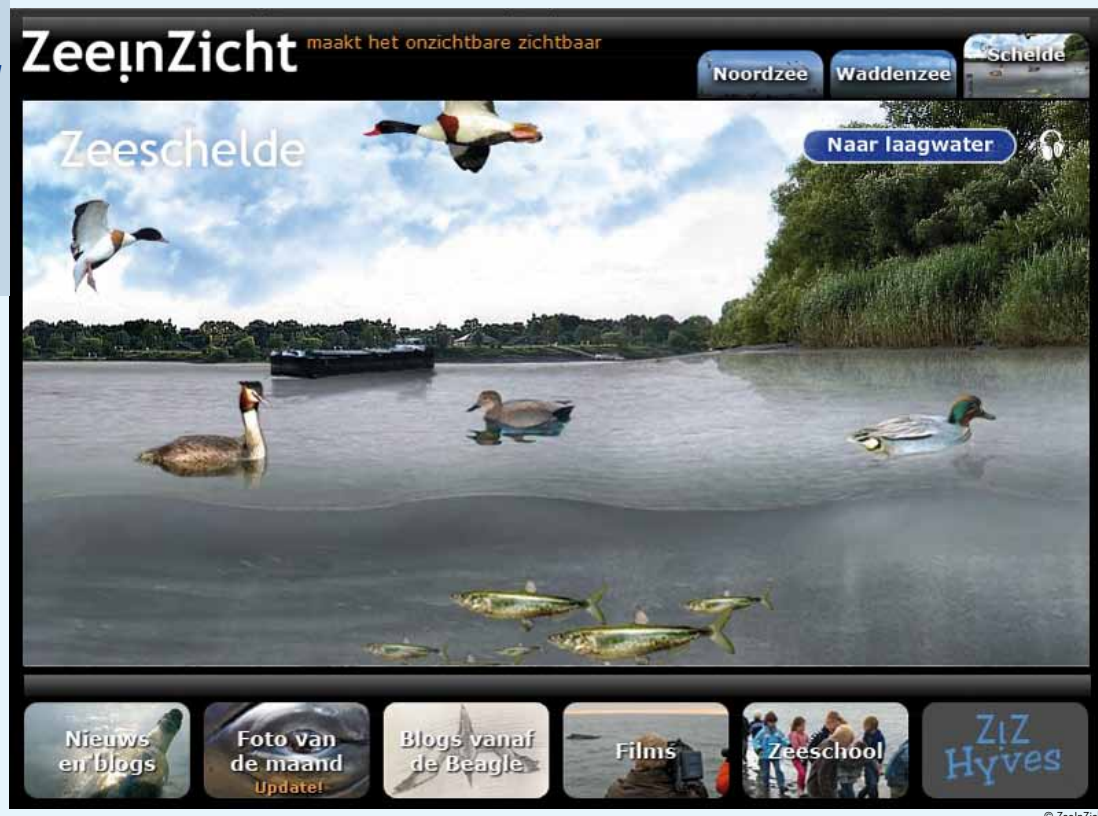 ZeeinZicht maakt het onzichtbare zichtbaar
Noordzee
Waddenzee
Schelde
Zeeschelde
Naar laagwater
Nieuws
en blogs
Foto van
de maand
Update!
Blogs vanaf
de Beagle
Films
Zeeschool
ZiZ
Hyves